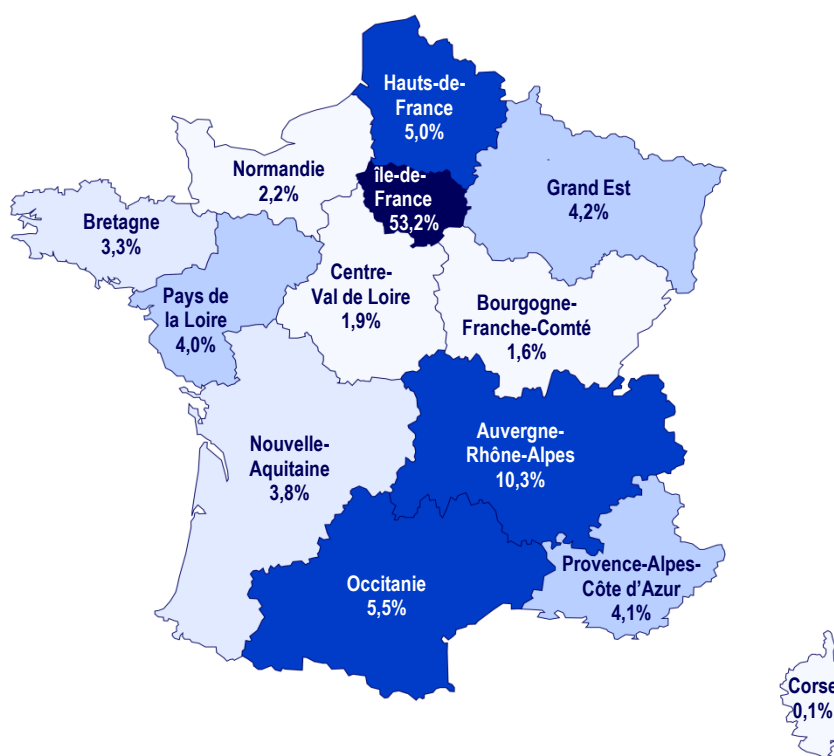 Hauts-de-
France
5,0%
Normandie
2,2%
île-de-
France
53,2%
Grand Est
4,2%
Bretagne
3,3%
Pays de
la Loire
4,0%
Centre-
Val de Loire
1,9%
Bourgogne-
Franche-Comté
1,6%
Nouvelle-
Aquitaine
3,8%
Auvergne-
Rhône-Alpes
10,3%
Occitanie
5,5%
Provence-Alpes-
Côte d’Azur
4,1%
Corse
0,1%